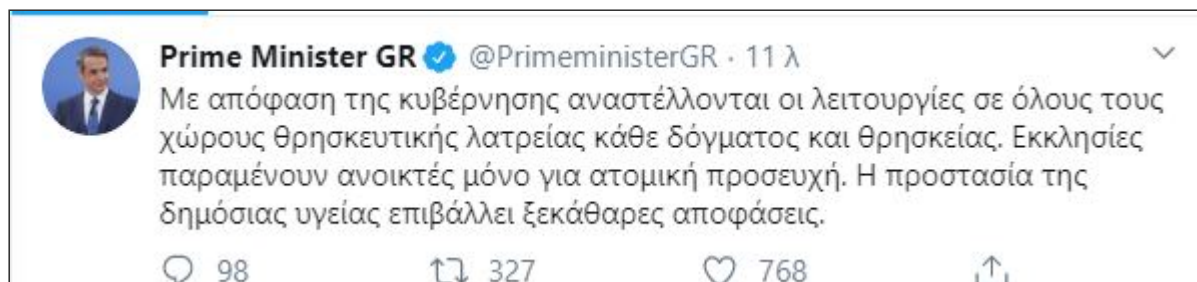 Prime Minister GR @PrimeministerGR · 11 λ
Με απόφαση της κυβέρνησης αναστέλλονται οι λειτουργίες σε όλους τους
χώρους θρησκευτικής λατρείας κάθε δόγματος και θρησκείας. Εκκλησίες
παραμένουν ανοικτές μόνο για ατομική προσευχή. Η προστασία της
δημόσιας υγείας επιβάλλει ξεκάθαρες αποφάσεις.
98 327 768